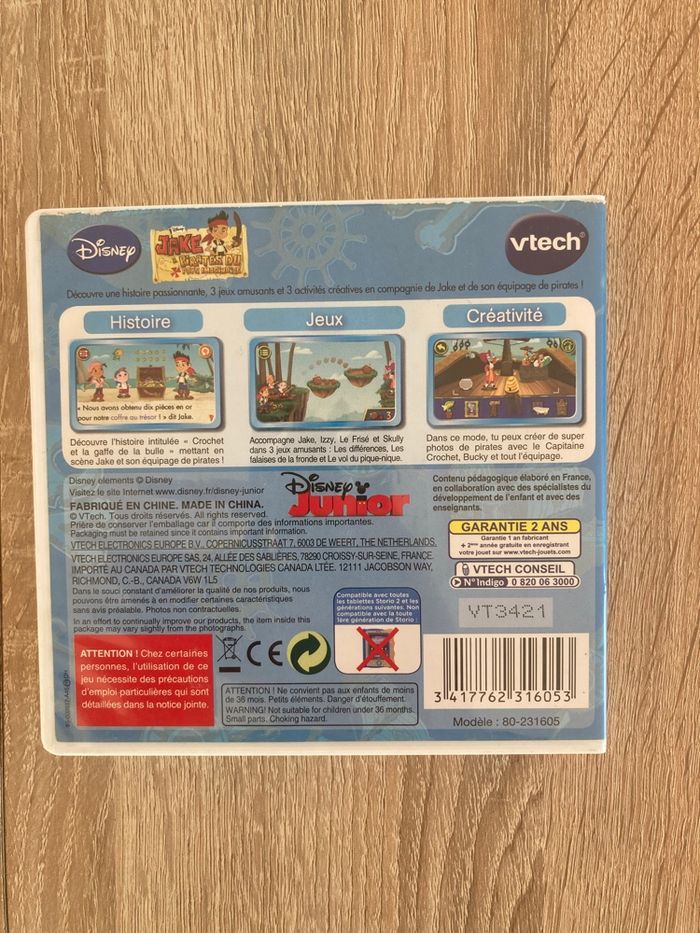 Disney
JAKE
PIRATES DU
PAYS IMAGINAIRE
vtech
Découvre une histoire passionnante, 3 jeux amusants et 3 activités créatives en compagnie de Jake et de son équipage de pirates !
Histoire
« Nous avons obtenu dix pièces en or
pour notre coffre au trésor ! » dit Jake.
Découvre l'histoire intitulée « Crochet
et la gaffe de la bulle » mettant en
scène Jake et son équipage de pirates !
Jeux
3
Accompagne Jake, Izzy, Le Frisé et Skully
dans 3 jeux amusants : Les différences, Les
falaises de la fronde et Le vol du pique-nique.
Créativité
Dans ce mode, tu peux créer de super
photos de pirates avec le Capitaine
Crochet, Bucky et tout l'équipage.
Disney elements © Disney
Visitez le site Internet www.disney.fr/disney-junior
FABRIQUÉ EN CHINE. MADE IN CHINA.
© VTech. Tous droits réservés. All rights reserved.
Prière de conserver l'emballage car il comporte des informations importantes.
Packaging must be retained since it contains important information.
VTECH ELECTRONICS EUROPE B.V., COPERNICUSSTRAAT 7, 6003 DE WEERT, THE NETHERLANDS.
VTECH ELECTRONICS EUROPE SAS, 24, ALLÉE DES SABLIÈRES, 78290 CROISSY-SUR-SEINE, FRANCE.
IMPORTÉ AU CANADA PAR VTECH TECHNOLOGIES CANADA LTÉE. 12111 JACOBSON WAY,
RICHMOND, C.-B., CANADA V6W 1L5
Dans le souci constant d'améliorer la qualité de nos produits, nous
pouvons être amenés à en modifier certaines caractéristiques
sans avis préalable. Photos non contractuelles.
In an effort to continually improve our products, the item inside this
package may vary slightly from the photographs.
Disney
Junior
Contenu pédagogique élaboré en France,
en collaboration avec des spécialistes du
développement de l'enfant et avec des
enseignants.
GARANTIE 2 ANS
Garantie 1 an fabricant
+ 2ème année gratuite en enregistrant
votre jouet sur www.vtech-jouets.com
VTECH CONSEIL
N°Indigo 0 820 06 3000
VT3421
Compatible avec toutes
les tablettes Storio 2 et les
générations suivantes. Non
compatible avec la toute
1ère génération de Storio :
ATTENTION ! Chez certaines
personnes, l'utilisation de ce
jeu nécessite des précautions
d'emploi particulières qui sont
détaillées dans la notice jointe.
CE
ATTENTION ! Ne convient pas aux enfants de moins
de 36 mois. Petits éléments. Danger d'étouffement.
WARNING! Not suitable for children under 36 months.
Small parts. Choking hazard.
3 417762 316053
Modèle : 80-231605